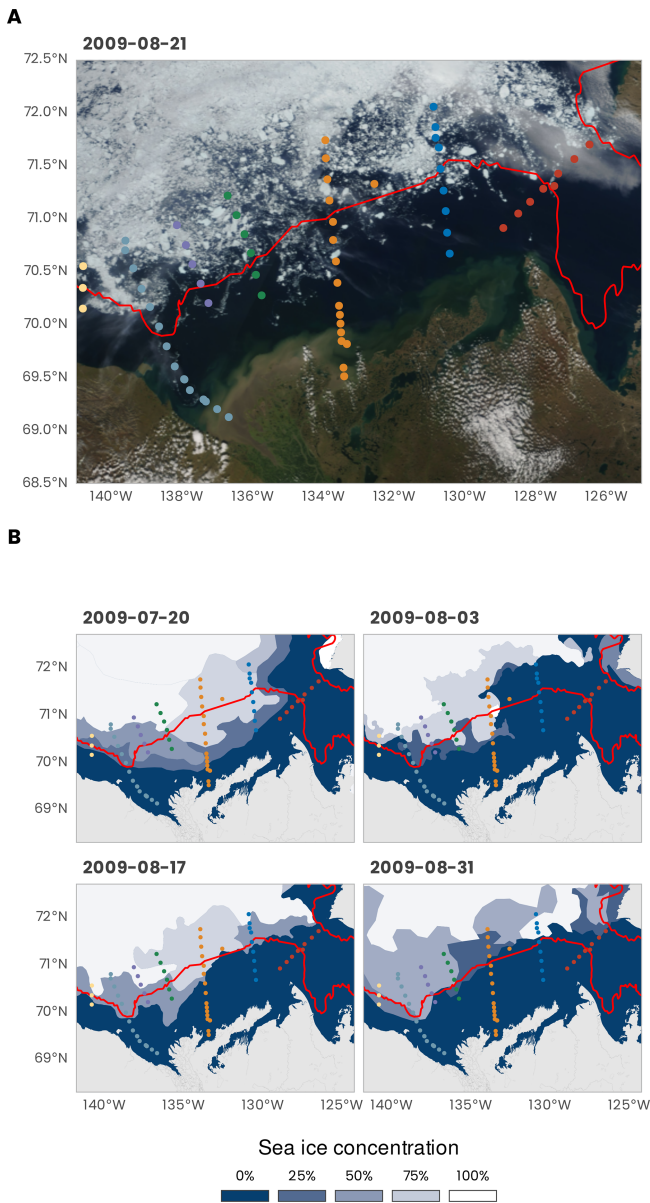 A
2009-08-21
72.5°N
72.0°N
71.5°N
71.0°N
70.5°N
70.0°N
69.5°N
69.0°N
68.5°N
140°W 138°W 136°W 134°W 132°W 130°W 128°W 126°W
B
2009-07-20 2009-08-03
72°N
71°N
70°N
69°N
2009-08-17 2009-08-31
72°N
71°N
70°N
69°N
140°W 135°W 130°W 125°W 140°W 135°W 130°W 125°W
Sea ice concentration
0% 25% 50% 75% 100%